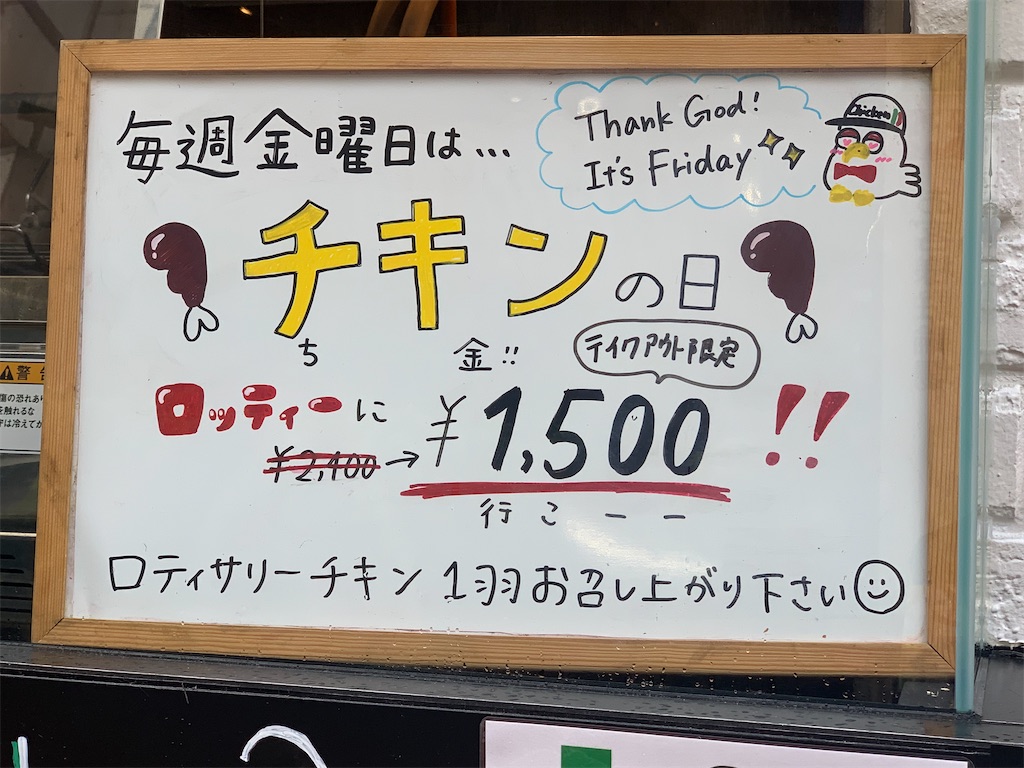 毎週金曜日は…
Thank God!
It's Friday
Chicken
チキンの日
ち 金!!
テイクアウト限定
ロッティーに
¥2,400→¥1,500!!
行こーー
ロティサリーチキン 1羽お召し上がり下さい
警告